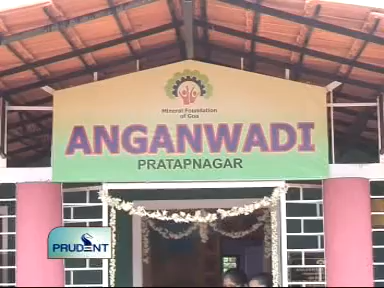 Mineral Foundation
of Goa
ANGANWADI
PRATAPNAGAR
PRUDENT